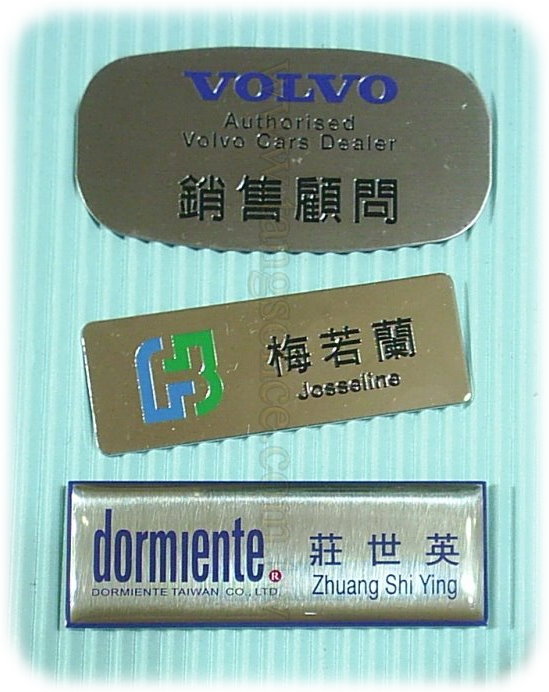 VOLVO
Authorised
Volvo Cars Dealer
銷售顧問
梅若蘭
Josseline
dormiente®
DORMIENTE TAIWAN CO., LTD
莊世英
Zhuang Shi Ying